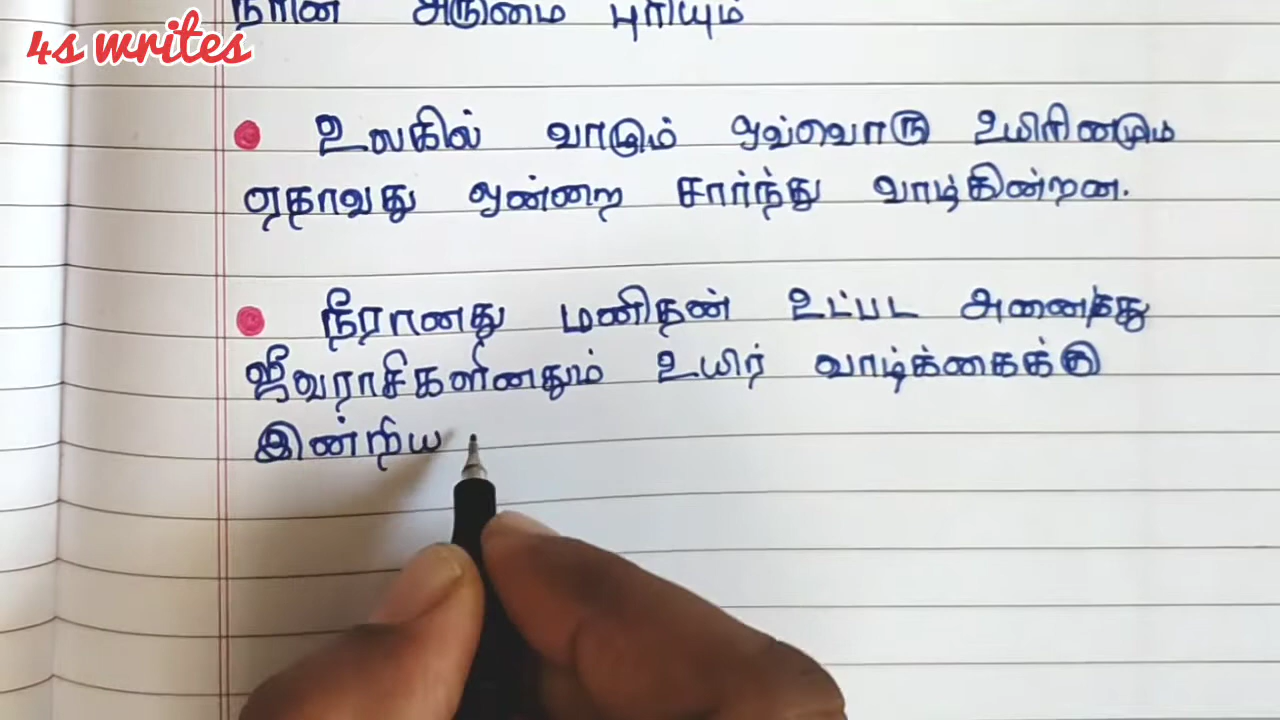 4s writes
நீரின் அருமை புரியும்
உலகில் வாழும் ஒவ்வொரு உயிரினமும்
ஏதாவது ஒன்றை சார்ந்து வாழ்கின்றன.
நீரானது மனிதன் உட்பட அனைத்து
ஜீவராசிகளினதும் உயிர் வாழ்க்கைக்கு
இன்றிய